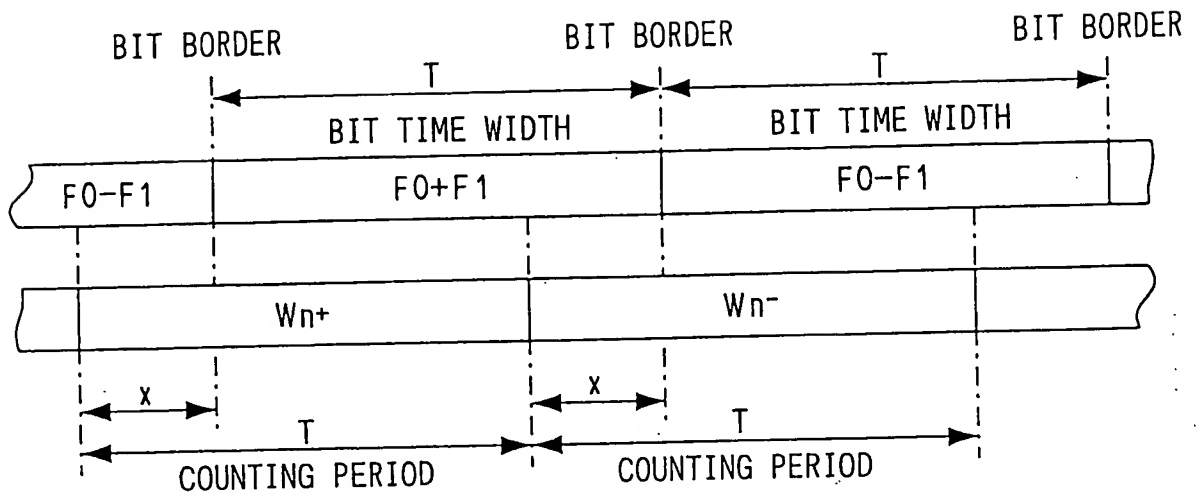 BIT BORDER
BIT BORDER
BIT BORDER
T
T
BIT TIME WIDTH
BIT TIME WIDTH
F0-F1
F0+F1
F0-F1
Wn+
Wn-
x
x
T
T
COUNTING PERIOD
COUNTING PERIOD